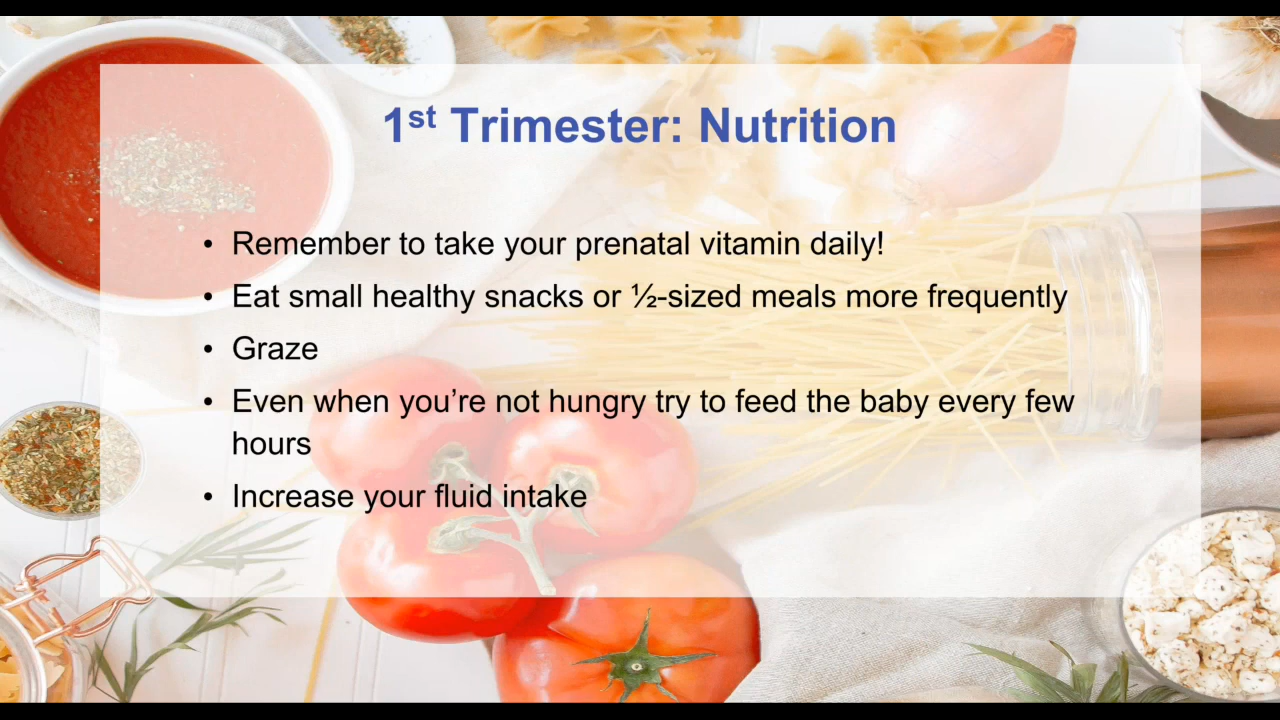 1st Trimester: Nutrition
• Remember to take your prenatal vitamin daily!
• Eat small healthy snacks or ½-sized meals more frequently
• Graze
• Even when you’re not hungry try to feed the baby every few
hours
• Increase your fluid intake